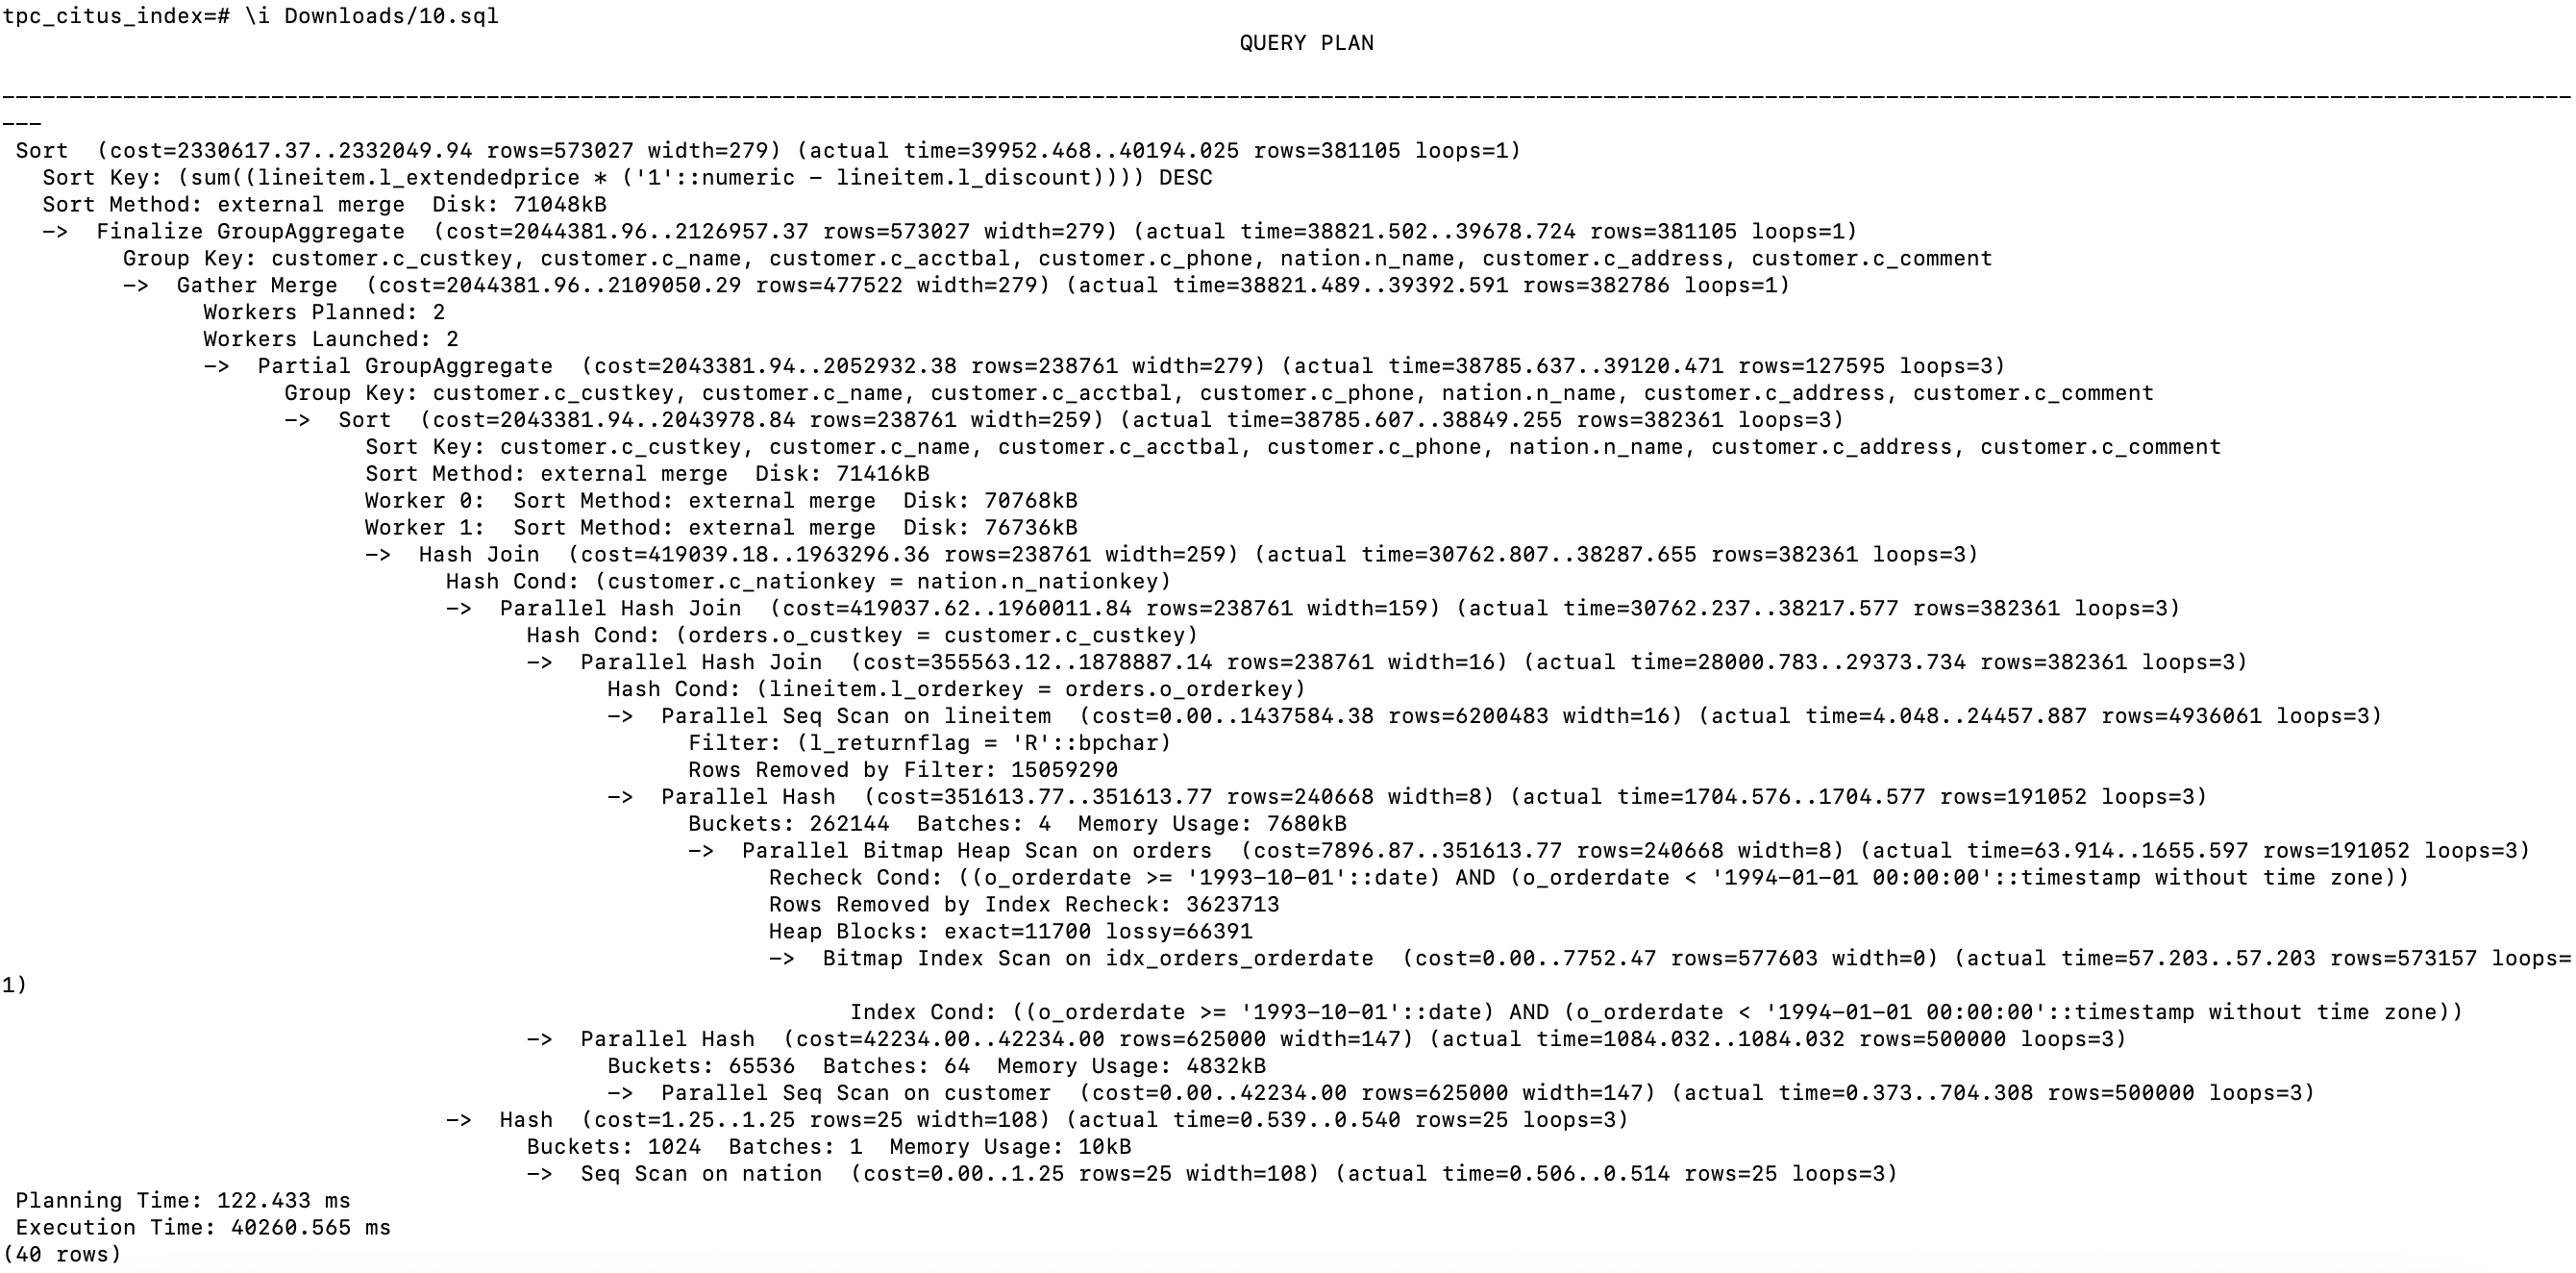 tpc_citus_index=# \i Downloads/10.sql
QUERY PLAN
----------------------------------------------------------------------------------------------------------------------------------------------------------------------------------------------
---
Sort  (cost=2330617.37..2332049.94 rows=573027 width=279) (actual time=39952.468..40194.025 rows=381105 loops=1)
Sort Key: (sum((lineitem.l_extendedprice * ('1'::numeric - lineitem.l_discount)))) DESC
Sort Method: external merge  Disk: 71048kB
->  Finalize GroupAggregate  (cost=2044381.96..2126957.37 rows=573027 width=279) (actual time=38821.502..39678.724 rows=381105 loops=1)
Group Key: customer.c_custkey, customer.c_name, customer.c_acctbal, customer.c_phone, nation.n_name, customer.c_address, customer.c_comment
->  Gather Merge  (cost=2044381.96..2109050.29 rows=477522 width=279) (actual time=38821.489..39392.591 rows=382786 loops=1)
Workers Planned: 2
Workers Launched: 2
->  Partial GroupAggregate  (cost=2043381.94..2052932.38 rows=238761 width=279) (actual time=38785.637..39120.471 rows=127595 loops=3)
Group Key: customer.c_custkey, customer.c_name, customer.c_acctbal, customer.c_phone, nation.n_name, customer.c_address, customer.c_comment
->  Sort  (cost=2043381.94..2043978.84 rows=238761 width=259) (actual time=38785.607..38849.255 rows=382361 loops=3)
Sort Key: customer.c_custkey, customer.c_name, customer.c_acctbal, customer.c_phone, nation.n_name, customer.c_address, customer.c_comment
Sort Method: external merge  Disk: 71416kB
Worker 0:  Sort Method: external merge  Disk: 70768kB
Worker 1:  Sort Method: external merge  Disk: 76736kB
->  Hash Join  (cost=419039.18..1963296.36 rows=238761 width=259) (actual time=30762.807..38287.655 rows=382361 loops=3)
Hash Cond: (customer.c_nationkey = nation.n_nationkey)
->  Parallel Hash Join  (cost=419037.62..1960011.84 rows=238761 width=159) (actual time=30762.237..38217.577 rows=382361 loops=3)
Hash Cond: (orders.o_custkey = customer.c_custkey)
->  Parallel Hash Join  (cost=355563.12..1878887.14 rows=238761 width=16) (actual time=28000.783..29373.734 rows=382361 loops=3)
Hash Cond: (lineitem.l_orderkey = orders.o_orderkey)
->  Parallel Seq Scan on lineitem  (cost=0.00..1437584.38 rows=6200483 width=16) (actual time=4.048..24457.887 rows=4936061 loops=3)
Filter: (l_returnflag = 'R'::bpchar)
Rows Removed by Filter: 15059290
->  Parallel Hash  (cost=351613.77..351613.77 rows=240668 width=8) (actual time=1704.576..1704.577 rows=191052 loops=3)
Buckets: 262144  Batches: 4  Memory Usage: 7680kB
->  Parallel Bitmap Heap Scan on orders  (cost=7896.87..351613.77 rows=240668 width=8) (actual time=63.914..1655.597 rows=191052 loops=3)
Recheck Cond: ((o_orderdate >= '1993-10-01'::date) AND (o_orderdate < '1994-01-01 00:00:00'::timestamp without time zone))
Rows Removed by Index Recheck: 3623713
Heap Blocks: exact=11700 lossy=66391
->  Bitmap Index Scan on idx_orders_orderdate  (cost=0.00..7752.47 rows=577603 width=0) (actual time=57.203..57.203 rows=573157 loops=
1)
Index Cond: ((o_orderdate >= '1993-10-01'::date) AND (o_orderdate < '1994-01-01 00:00:00'::timestamp without time zone))
->  Parallel Hash  (cost=42234.00..42234.00 rows=625000 width=147) (actual time=1084.032..1084.032 rows=500000 loops=3)
Buckets: 65536  Batches: 64  Memory Usage: 4832kB
->  Parallel Seq Scan on customer  (cost=0.00..42234.00 rows=625000 width=147) (actual time=0.373..704.308 rows=500000 loops=3)
->  Hash  (cost=1.25..1.25 rows=25 width=108) (actual time=0.539..0.540 rows=25 loops=3)
Buckets: 1024  Batches: 1  Memory Usage: 10kB
->  Seq Scan on nation  (cost=0.00..1.25 rows=25 width=108) (actual time=0.506..0.514 rows=25 loops=3)
Planning Time: 122.433 ms
Execution Time: 40260.565 ms
(40 rows)